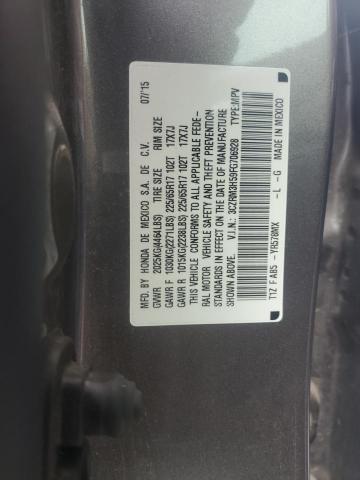 MFD. BY HONDA DE MEXICO S.A. DE C.V. 07/15
GVWR 2025KG(4464LBS) TIRE SIZE RIM SIZE
GAWR F 1030KG(2271LBS) 225/65R17 102T 17X7J
GAWR R 1015KG(2238LBS) 225/65R17 102T 17X7J
THIS VEHICLE CONFORMS TO ALL APPLICABLE FEDE-
RAL MOTOR VEHICLE SAFETY AND THEFT PREVENTION
STANDARDS IN EFFECT ON THE DATE OF MANUFACTURE
SHOWN ABOVE. V.I.N.: 3CZRM3H59FG706928 TYPE:MPV
T1Z F AB5 - YR578MX - L - G MADE IN MEXICO